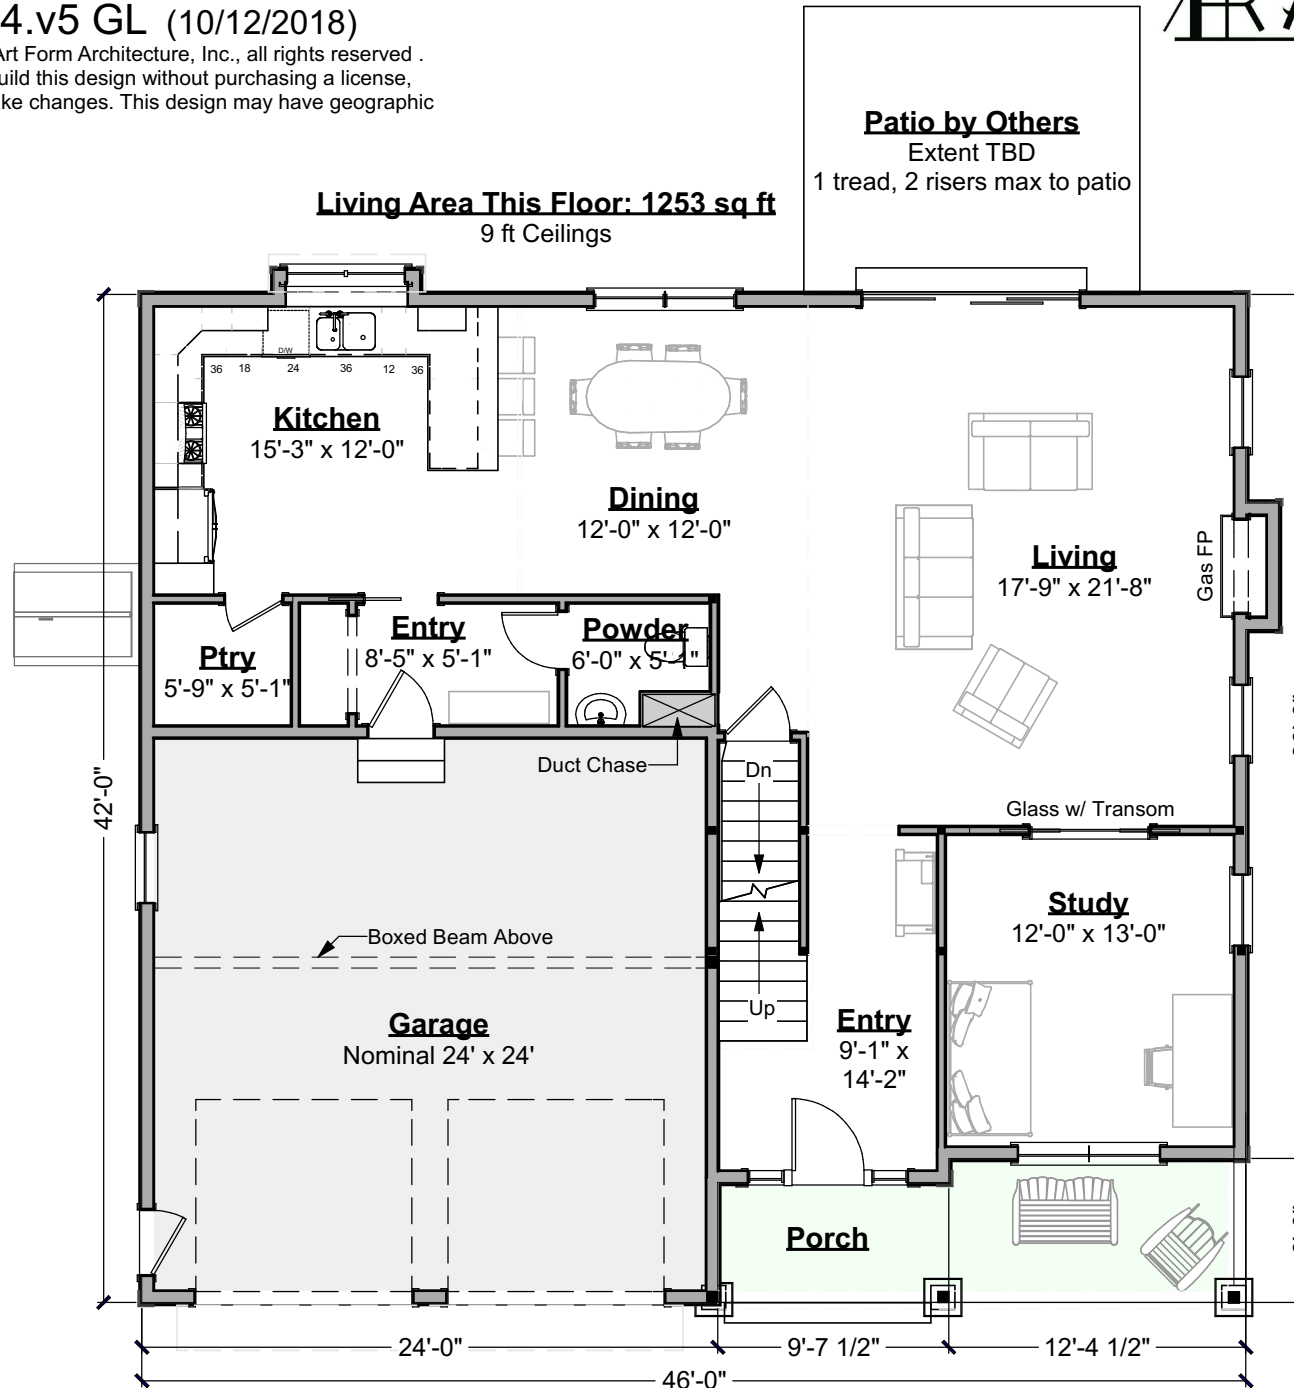 4.v5 GL (10/12/2018)
Art Form Architecture, Inc., all rights reserved .
uild this design without purchasing a license,
ke changes. This design may have geographic
Patio by Others
Extent TBD
1 tread, 2 risers max to patio
Living Area This Floor: 1253 sq ft
9 ft Ceilings
D/W
36 18 24 36 12 36
Kitchen
15'-3" x 12'-0"
Dining
12'-0" x 12'-0"
Living
17'-9" x 21'-8"
Gas FP
Entry
8'-5" x 5'-1"
Powder
6'-0" x 5'-1"
Ptry
5'-9" x 5'-1"
Duct Chase
Dn
42'-0"
Glass w/ Transom
Study
12'-0" x 13'-0"
Boxed Beam Above
Up
Garage
Nominal 24' x 24'
Entry
9'-1" x
14'-2"
Porch
24'-0"
9'-7 1/2"
12'-4 1/2"
46'-0"